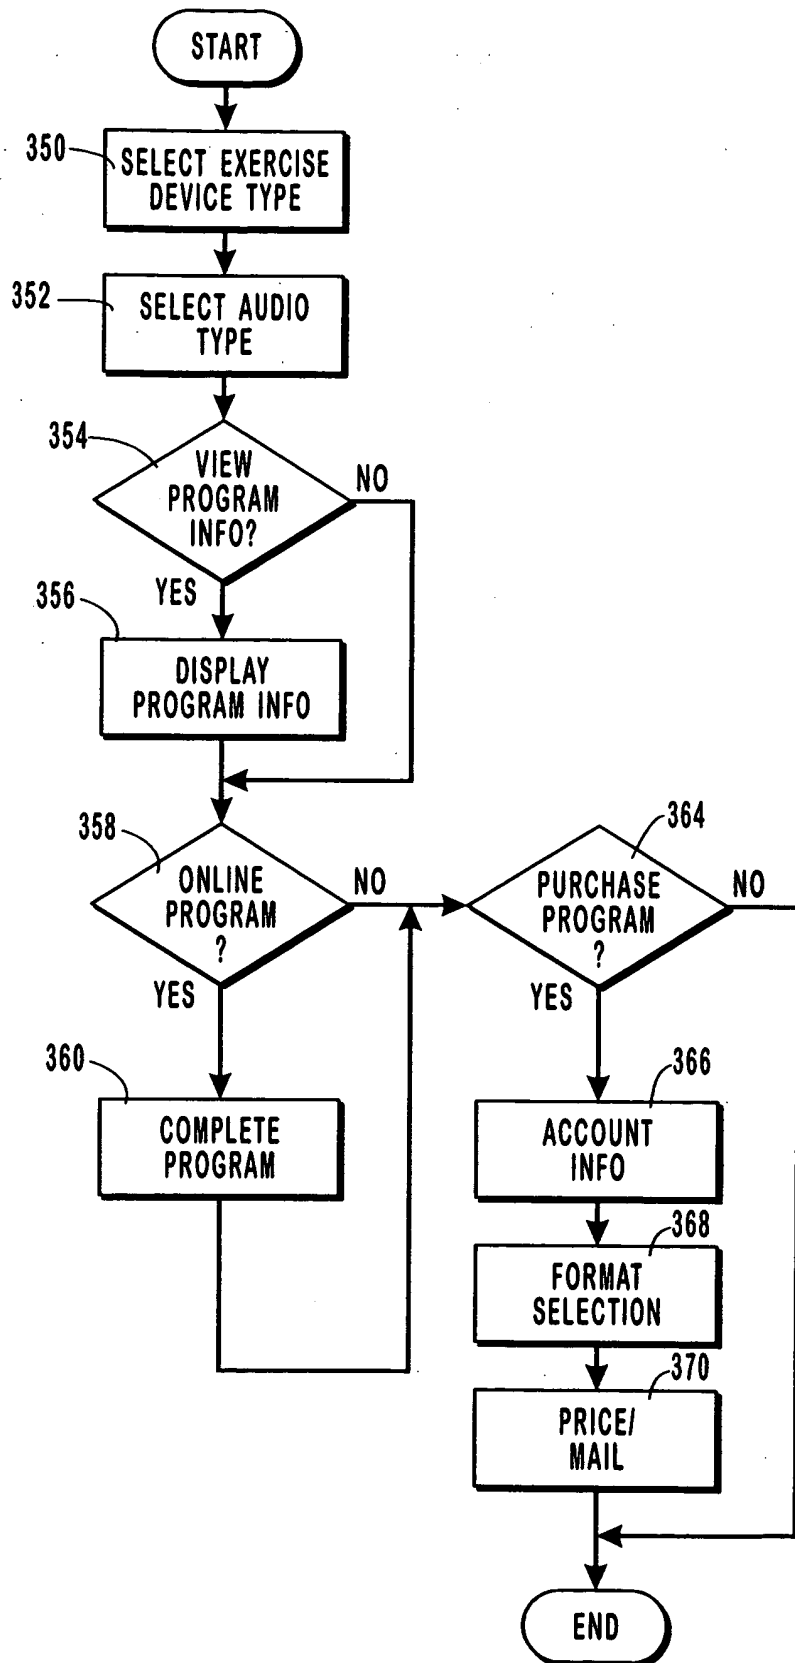 START
350
SELECT EXERCISE
DEVICE TYPE
352
SELECT AUDIO
TYPE
354
VIEW
PROGRAM
INFO?
NO
YES
356
DISPLAY
PROGRAM INFO
358
ONLINE
PROGRAM
?
NO
YES
360
COMPLETE
PROGRAM
364
PURCHASE
PROGRAM
?
NO
YES
366
ACCOUNT
INFO
368
FORMAT
SELECTION
370
PRICE/
MAIL
END